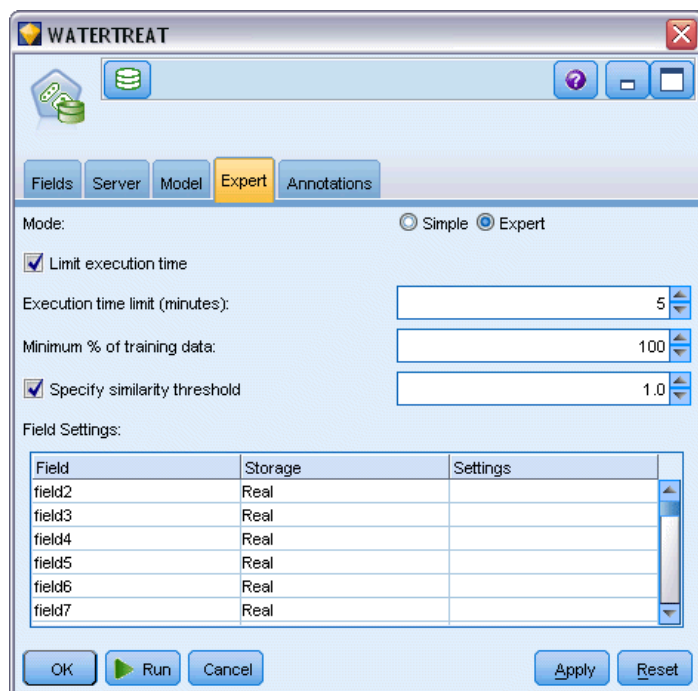 WATERTREAT
Fields Server Model Expert Annotations
Mode: Simple Expert
Limit execution time
Execution time limit (minutes): 5
Minimum % of training data: 100
Specify similarity threshold 1.0
Field Settings:
Field Storage Settings
field2 Real
field3 Real
field4 Real
field5 Real
field6 Real
field7 Real
OK Run Cancel Apply Reset